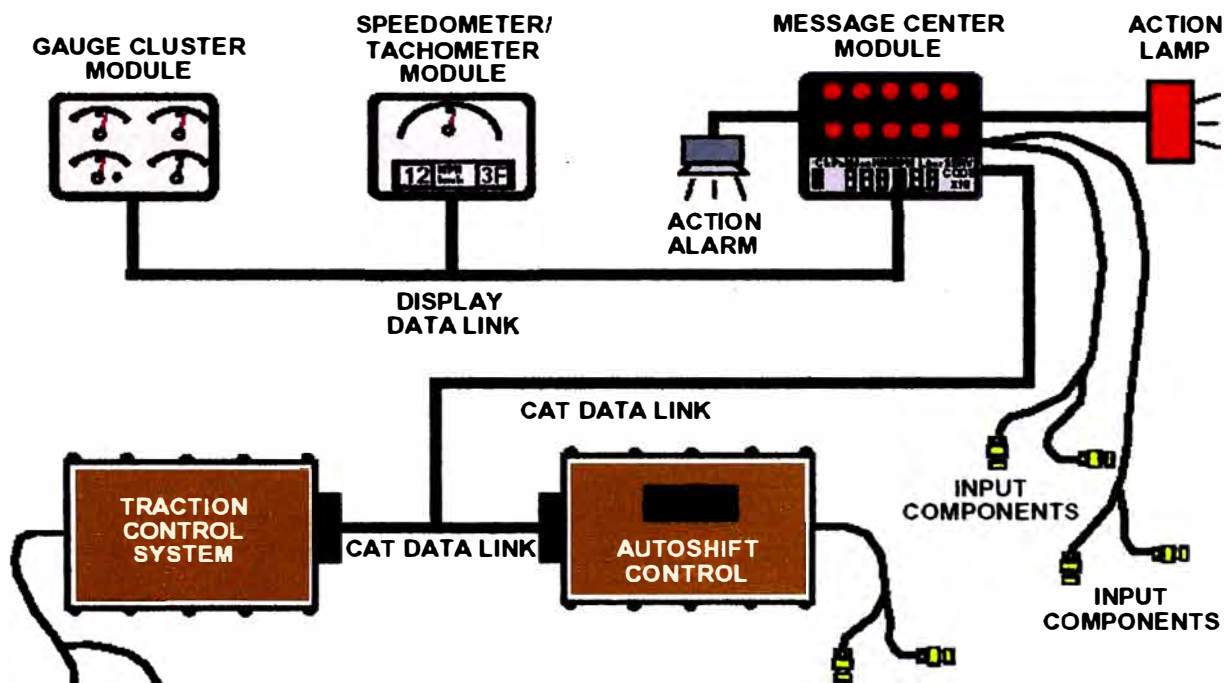 GAUGE CLUSTER
MODULE
SPEEDOMETER/
TACHOMETER
MODULE
MESSAGE CENTER
MODULE
ACTION
LAMP
12
3F
CODE
ACTION
ALARM
DISPLAY
DATA LINK
CAT DATA LINK
TRACTION
CONTROL
SYSTEM
CAT DATA LINK
AUTOSHIFT
CONTROL
INPUT
COMPONENTS
INPUT
COMPONENTS